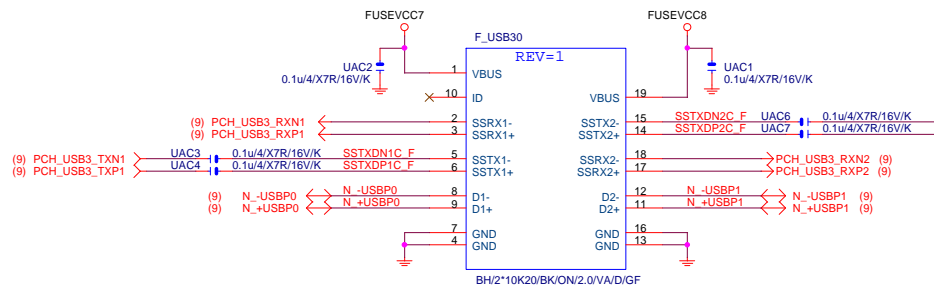 FUSEVCC7 FUSEVCC8
F_USB30
REV=1
UAC2 0.1u/4/X7R/16V/K
UAC1 0.1u/4/X7R/16V/K
1 VBUS
10 ID VBUS 19
(9) PCH_USB3_RXN1 2 SSRX1- SSTX2- 15 SSTXDN2C_F UAC6 0.1u/4/X7R/16V/K
(9) PCH_USB3_RXP1 3 SSRX1+ SSTX2+ 14 SSTXDP2C_F UAC7 0.1u/4/X7R/16V/K
(9) PCH_USB3_TXN1 UAC3 0.1u/4/X7R/16V/K SSTXDN1C_F 5 SSTX1- SSRX2- 18 PCH_USB3_RXN2 (9)
(9) PCH_USB3_TXP1 UAC4 0.1u/4/X7R/16V/K SSTXDP1C_F 6 SSTX1+ SSRX2+ 17 PCH_USB3_RXP2 (9)
(9) N_-USBP0 N_-USBP0 8 D1- D2- 12 N_-USBP1 N_-USBP1 (9)
(9) N_+USBP0 N_+USBP0 9 D1+ D2+ 11 N_+USBP1 N_+USBP1 (9)
7 GND GND 16
4 GND GND 13
BH/2*10K20/BK/ON/2.0/VA/D/GF